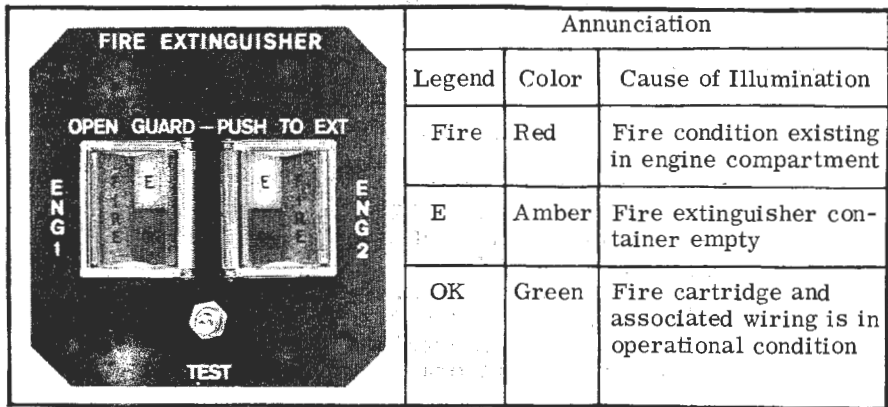 FIRE EXTINGUISHER
OPEN GUARD — PUSH TO EXT
ENG 1
FIRE
E
E
FIRE
ENG 2
TEST
Annunciation
Legend Color Cause of Illumination
Fire Red Fire condition existing
in engine compartment
E Amber Fire extinguisher con-
tainer empty
OK Green Fire cartridge and
associated wiring is in
operational condition